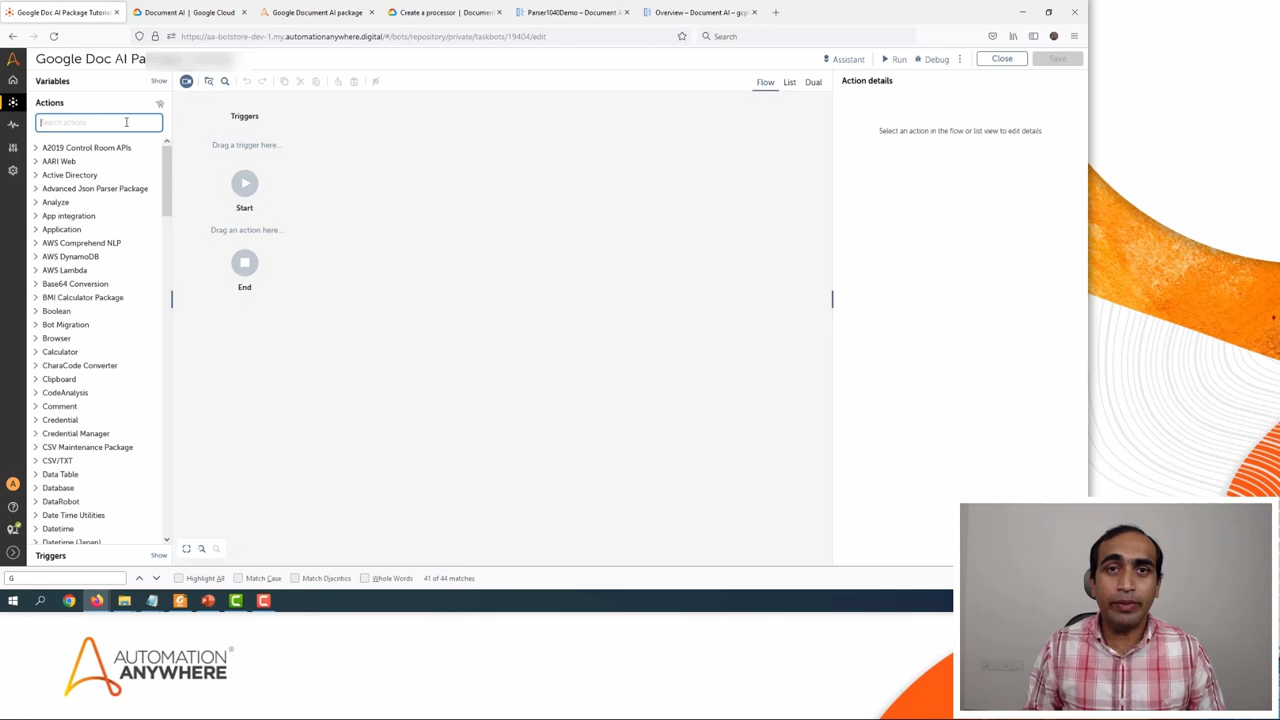 Google Doc AI Package Tutoria
Document AI | Google Cloud
Google Document AI package
Create a processor | Document
Parser1040Demo – Document A
Overview – Document AI – gcp
https://aa-botstore-dev-1.my.automationanywhere.digital/#/bots/repository/private/taskbots/19404/edit
Search
Google Doc AI Pa
Assistant
Run
Debug
Close
Save
Variables
Show
Flow
List
Dual
Action details
Actions
Search actions
Triggers
Select an action in the flow or list view to edit details
Drag a trigger here...
Start
Drag an action here...
End
A2019 Control Room APIs
AARI Web
Active Directory
Advanced Json Parser Package
Analyze
App integration
Application
AWS Comprehend NLP
AWS DynamoDB
AWS Lambda
Base64 Conversion
BMI Calculator Package
Boolean
Bot Migration
Browser
Calculator
CharaCode Converter
Clipboard
CodeAnalysis
Comment
Credential
Credential Manager
CSV Maintenance Package
CSV/TXT
Data Table
Database
DataRobot
Date Time Utilities
Datetime
Datetime (Japan)
Triggers
Show
G
Highlight All
Match Case
Match Diacritics
Whole Words
41 of 44 matches
AUTOMATION
ANYWHERE®